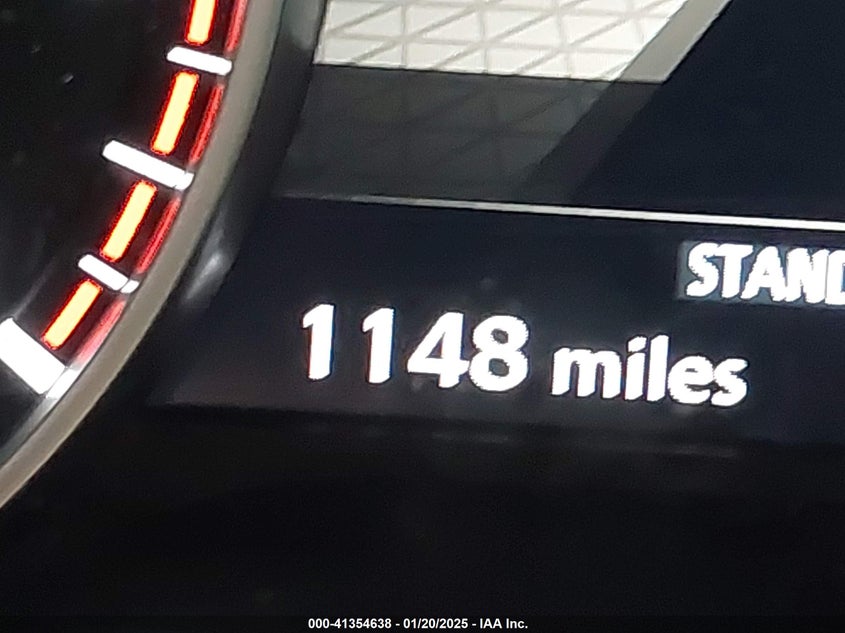 STAND
1148 miles
000-41354638 - 01/20/2025 - IAA Inc.